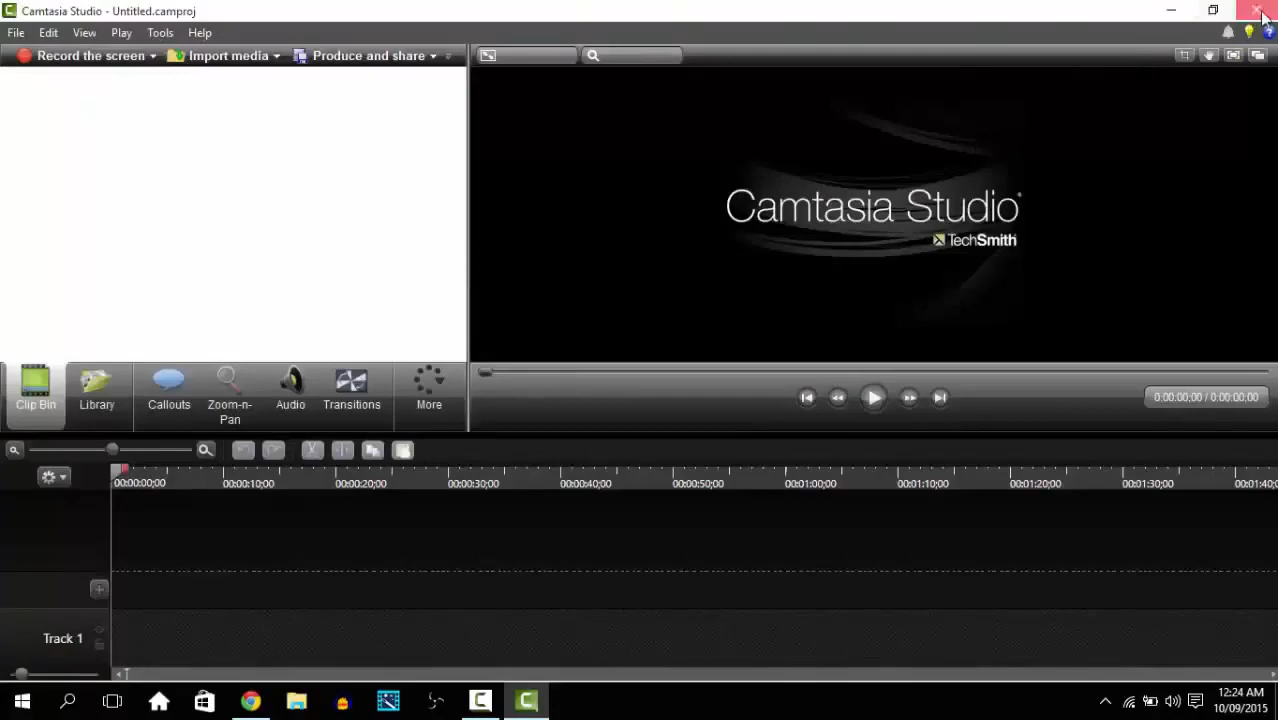 Camtasia Studio - Untitled.camproj
File Edit View Play Tools Help
Record the screen Import media Produce and share
Camtasia Studio
TechSmith
Clip Bin Library Callouts Zoom-n-Pan Audio Transitions More
0:00:00;00 / 0:00:00;00
00:00:00;00 00:00:10;00 00:00:20;00 00:00:30;00 00:00:40;00 00:00:50;00 00:01:00;00 00:01:10;00 00:01:20;00 00:01:30;00 00:01:40;
Track 1
12:24 AM
10/09/2015